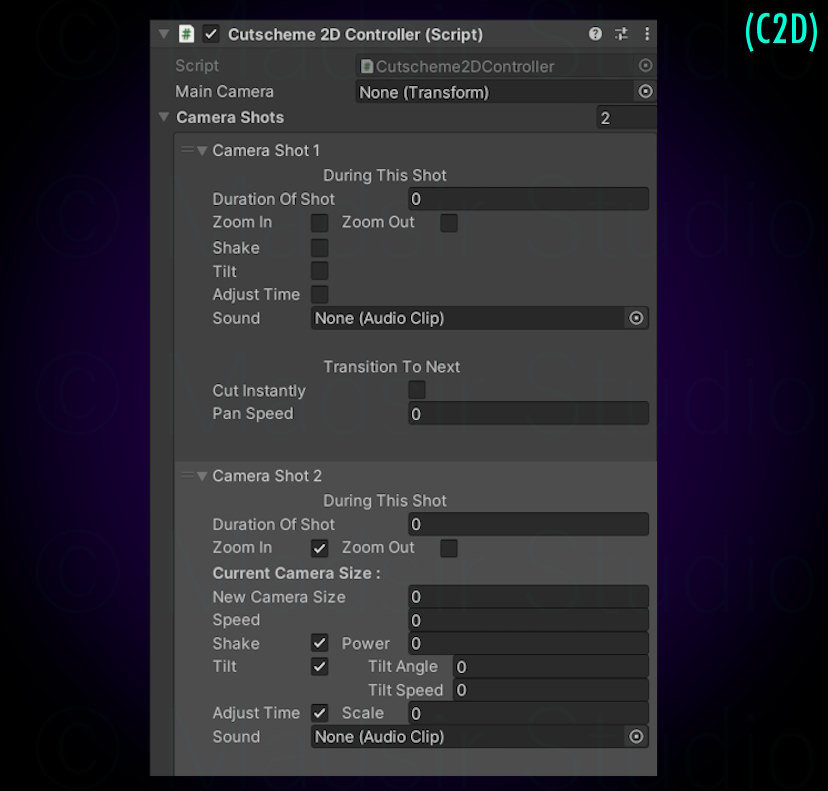 (C2D)
Cutscheme 2D Controller (Script)
Script Cutscheme2DController
Main Camera None (Transform)
Camera Shots 2
Camera Shot 1
During This Shot
Duration Of Shot 0
Zoom In Zoom Out
Shake
Tilt
Adjust Time
Sound None (Audio Clip)
Transition To Next
Cut Instantly
Pan Speed 0
Camera Shot 2
During This Shot
Duration Of Shot 0
Zoom In Zoom Out
Current Camera Size :
New Camera Size 0
Speed 0
Shake Power 0
Tilt Tilt Angle 0
Tilt Speed 0
Adjust Time Scale 0
Sound None (Audio Clip)